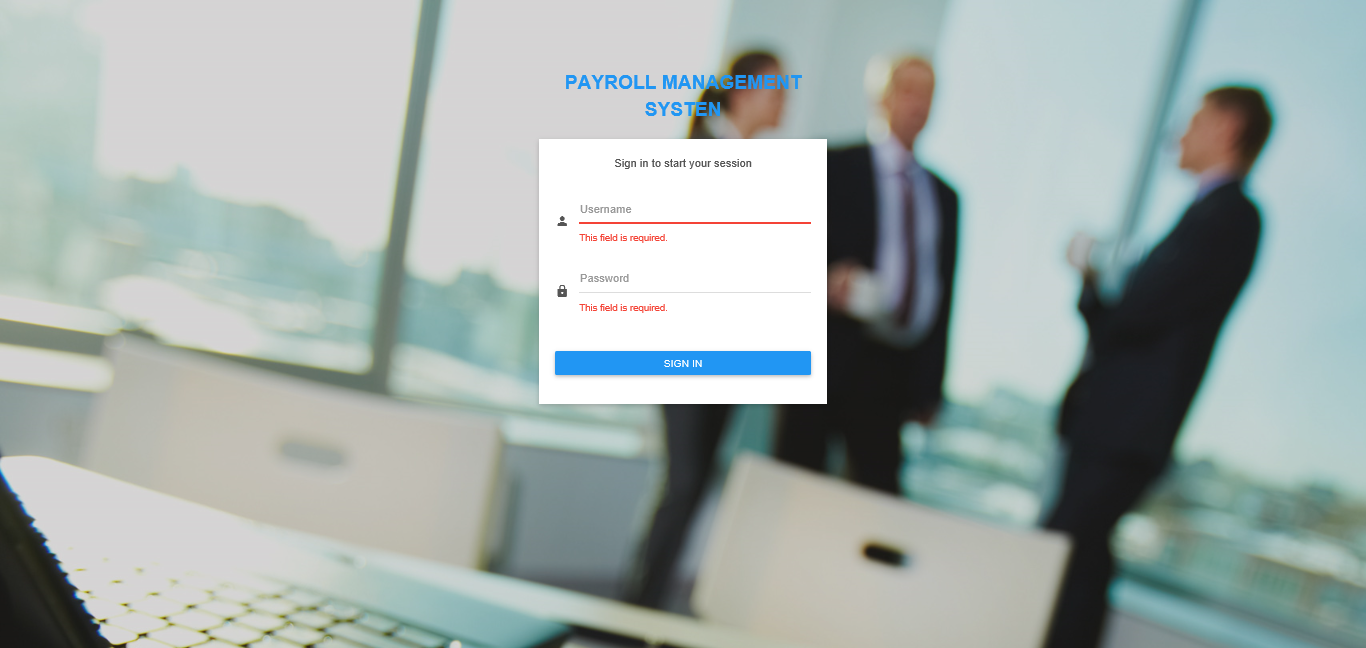 PAYROLL MANAGEMENT
SYSTEN
Sign in to start your session
Username
This field is required.
Password
This field is required.
SIGN IN